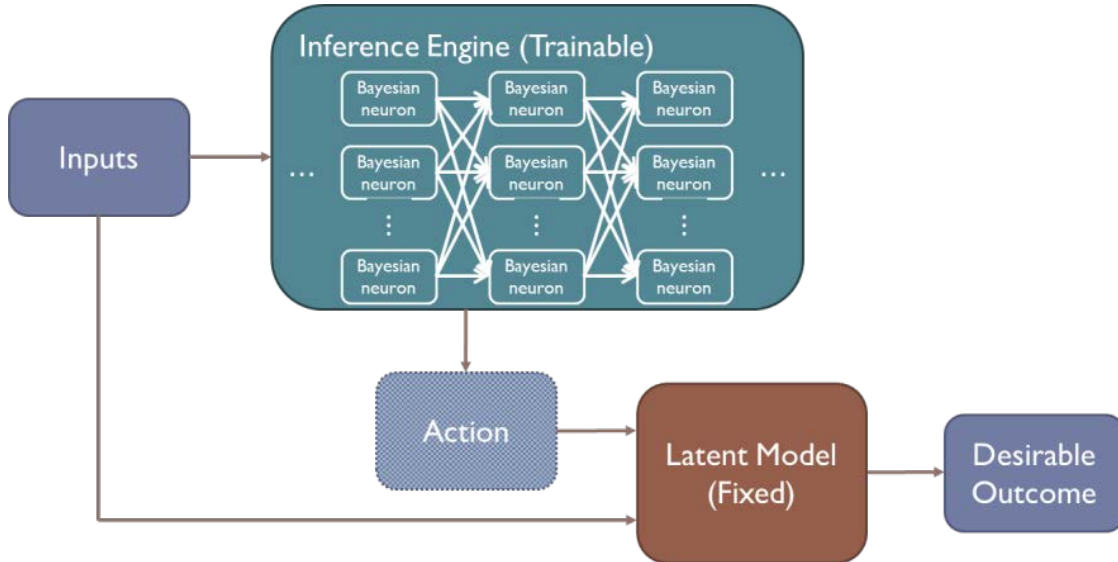 Inference Engine (Trainable)
Bayesian
neuron
Bayesian
neuron
Bayesian
neuron
Inputs
...
Bayesian
neuron
Bayesian
neuron
Bayesian
neuron
...
⋮
⋮
⋮
Bayesian
neuron
Bayesian
neuron
Bayesian
neuron
Action
Latent Model
(Fixed)
Desirable
Outcome